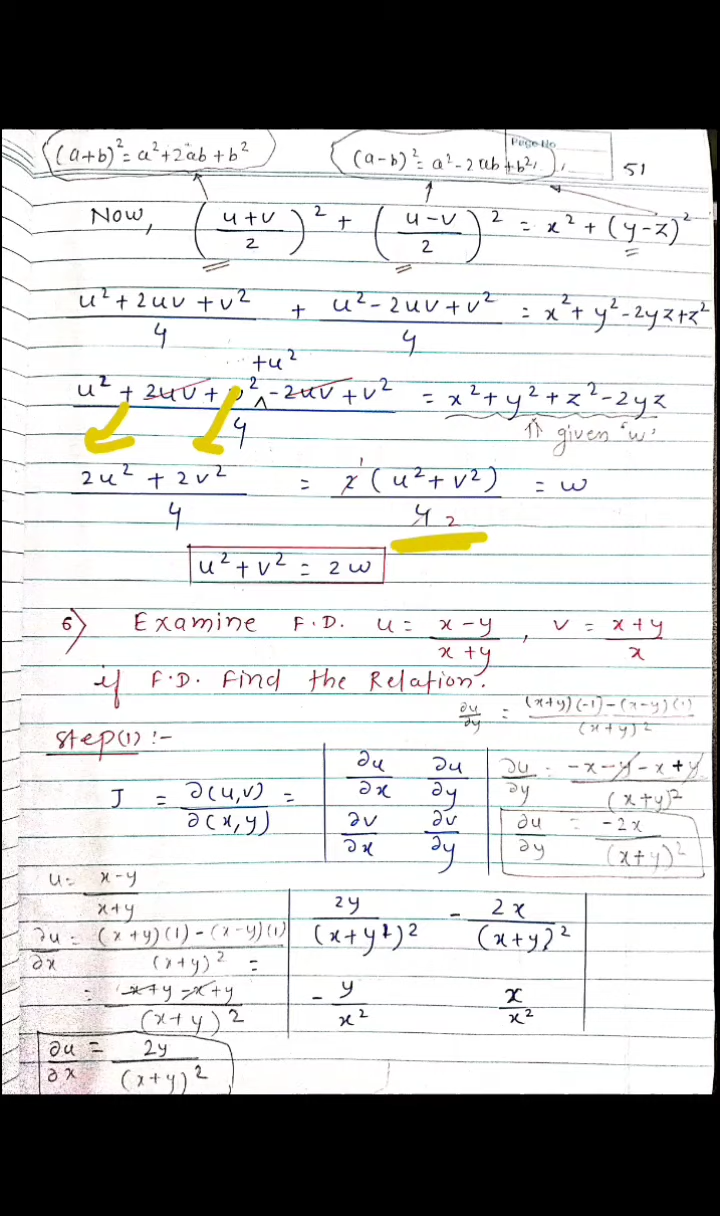 (a+b)² = a²+2ab+b²
(a-b)² = a²-2ab+b²,
Page No
51
Now, (u+v/2)² + (u-v/2)² = x² + (y-z)²
u²+2uv+v²/4 + u²-2uv+v²/4 = x²+y²-2yz+z²
+u²
u² + 2uv + v² ^ -2uv + v²/4 = x²+y²+z²-2yz
⇑ given 'w'
2u² + 2v²/4 = 2 1 (u²+v²)/4 2 = w
u²+v² = 2w
6) Examine F.D. u = x-y/x+y , v = x+y/x
if F.D. Find the Relation.
∂u/∂y = (x+y)(-1)-(x-y)(1)/(x+y)²
Step(1) :-
J = ∂(u,v)/∂(x,y) = | ∂u/∂x ∂u/∂y |
| ∂v/∂x ∂v/∂y |
∂u/∂y = -x-y-x+y/(x+y)²
∂u/∂y = -2x/(x+y)²
u= x-y/x+y
∂u/∂x = (x+y)(1)-(x-y)(1)/(x+y)² =
= x+y-x+y/(x+y)²
∂u/∂x = 2y/(x+y)²
| 2y/(x+y)² - 2x/(x+y)² |
| - y/x² x/x² |